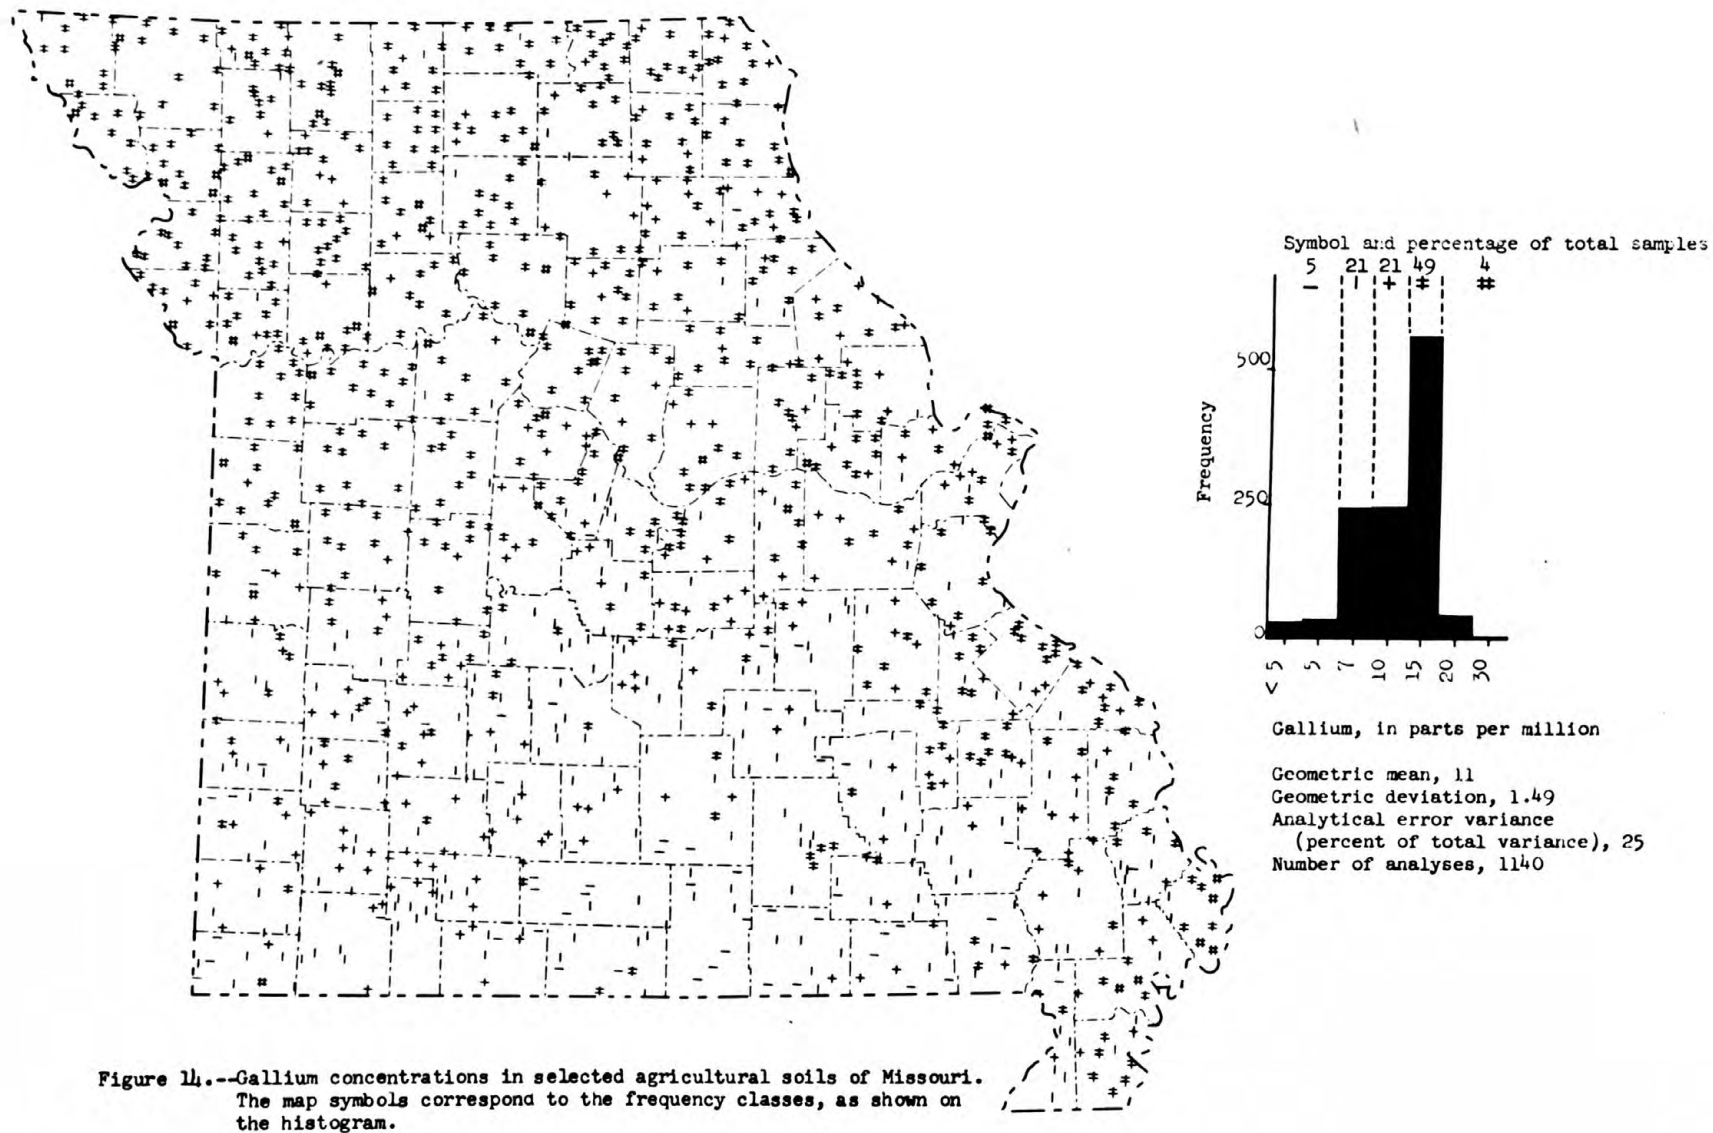 Symbol and percentage of total samples
5 21 21 49 4
500
250
0
Frequency
< 5 5 7 10 15 20 30
Gallium, in parts per million
Geometric mean, 11
Geometric deviation, 1.49
Analytical error variance
(percent of total variance), 25
Number of analyses, 1140
Figure 14.--Gallium concentrations in selected agricultural soils of Missouri.
The map symbols correspond to the frequency classes, as shown on
the histogram.